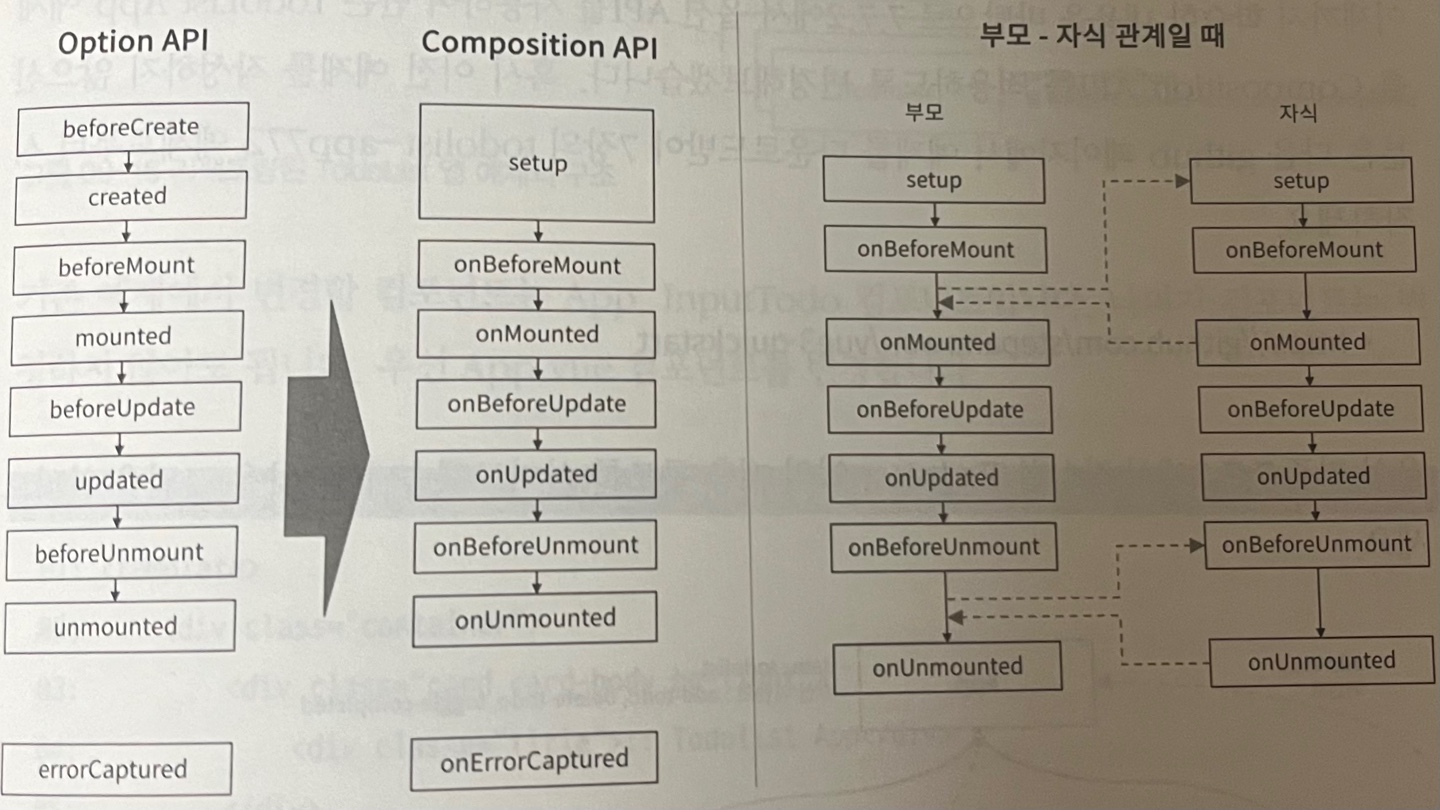 Option API
beforeCreate
created
beforeMount
mounted
beforeUpdate
updated
beforeUnmount
unmounted
errorCaptured
Composition API
setup
onBeforeMount
onMounted
onBeforeUpdate
onUpdated
onBeforeUnmount
onUnmounted
onErrorCaptured
부모 - 자식 관계일 때
부모
setup
onBeforeMount
onMounted
onBeforeUpdate
onUpdated
onBeforeUnmount
onUnmounted
자식
setup
onBeforeMount
onMounted
onBeforeUpdate
onUpdated
onBeforeUnmount
onUnmounted